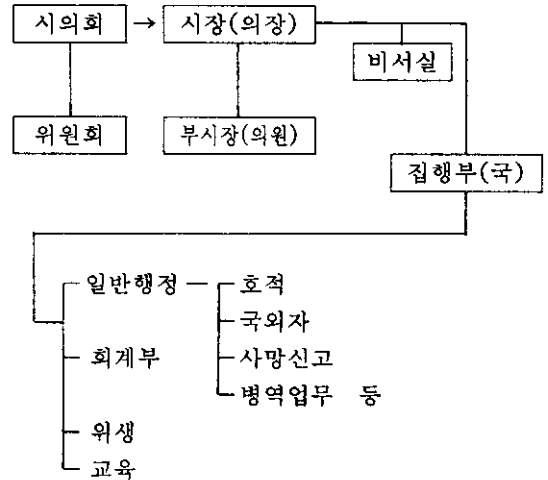 시의회 → 시장(의장)
비서실
위원회 부시장(의원)
집행부(국)
일반행정 호적
국외자
회계부 사망신고
병역업무 등
위생
교육